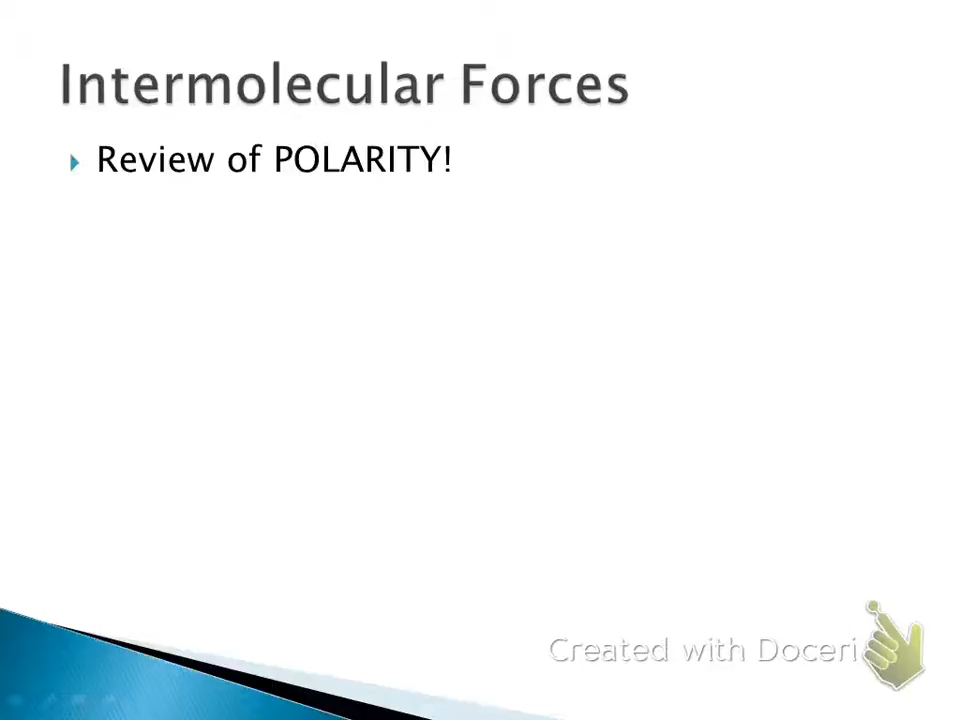 Intermolecular Forces
Review of POLARITY!
Created with Doceri